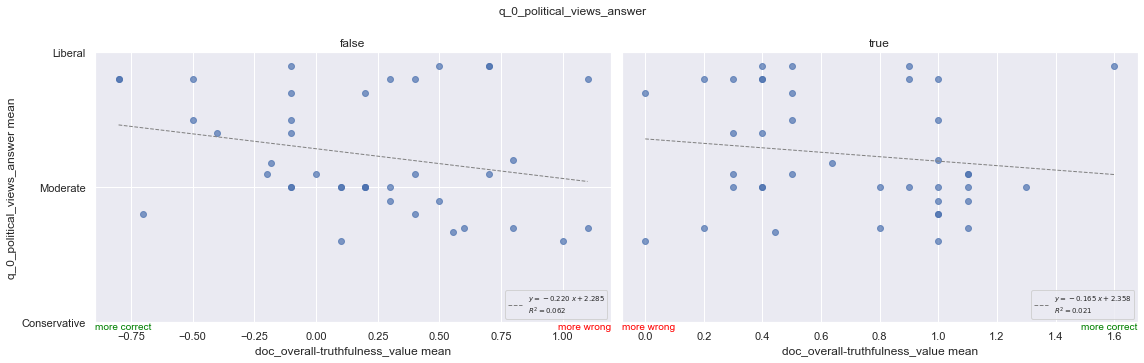 q_0_political_views_answer
false
true
Liberal
Moderate
Conservative
q_0_political_views_answer mean
y = −0.220 x + 2.285
R² = 0.062
y = −0.165 x + 2.358
R² = 0.021
more correct
more wrong
more wrong
more correct
−0.75 −0.50 −0.25 0.00 0.25 0.50 0.75 1.00
0.0 0.2 0.4 0.6 0.8 1.0 1.2 1.4 1.6
doc_overall-truthfulness_value mean
doc_overall-truthfulness_value mean